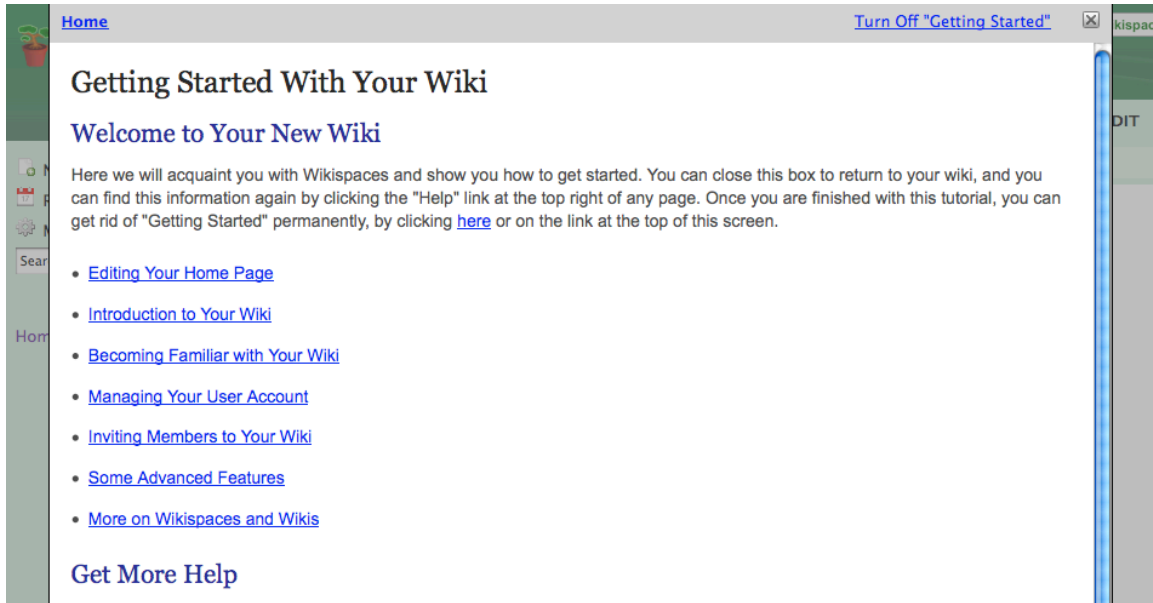 Home
Turn Off "Getting Started"
kispac
Getting Started With Your Wiki
DIT
Welcome to Your New Wiki
Here we will acquaint you with Wikispaces and show you how to get started. You can close this box to return to your wiki, and you
can find this information again by clicking the "Help" link at the top right of any page. Once you are finished with this tutorial, you can
get rid of "Getting Started" permanently, by clicking here or on the link at the top of this screen.
Sear
• Editing Your Home Page
• Introduction to Your Wiki
Hom
• Becoming Familiar with Your Wiki
• Managing Your User Account
• Inviting Members to Your Wiki
• Some Advanced Features
• More on Wikispaces and Wikis
Get More Help